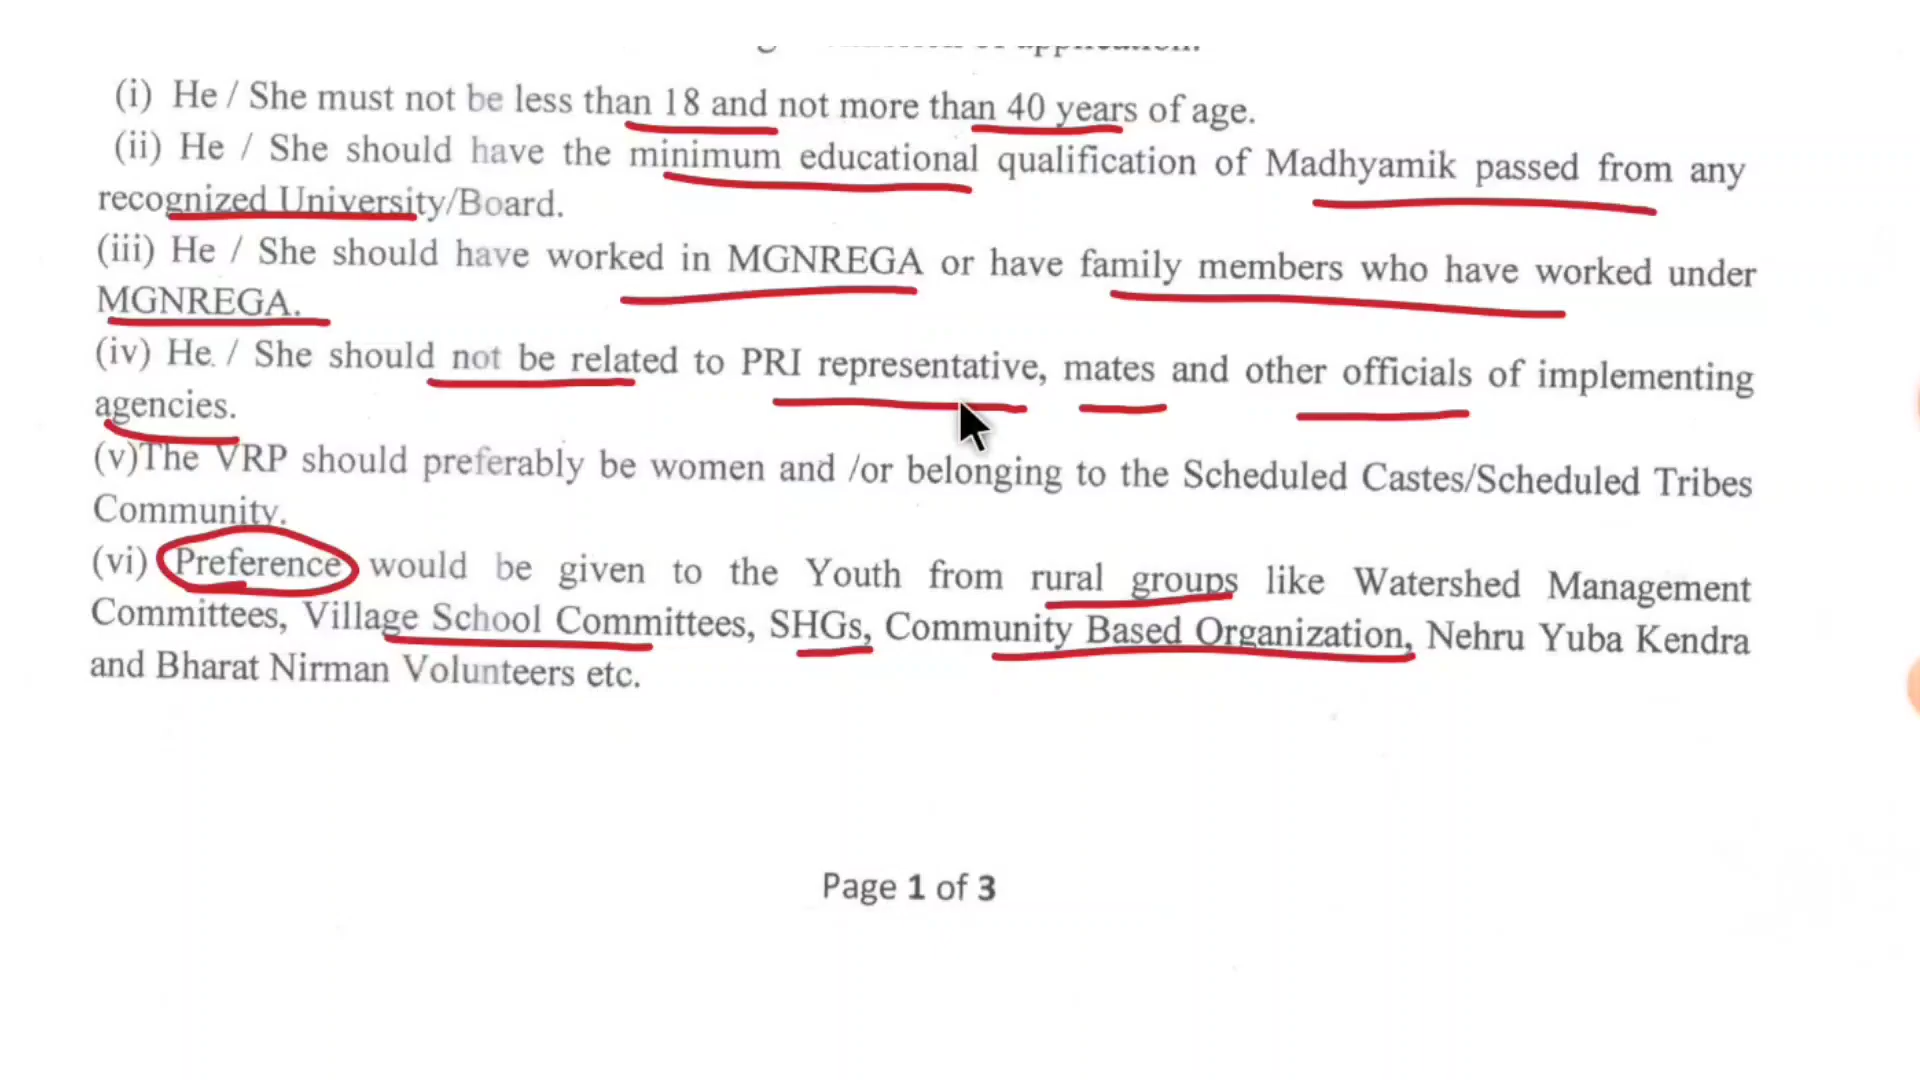 application.
(i) He / She must not be less than 18 and not more than 40 years of age.
(ii) He / She should have the minimum educational qualification of Madhyamik passed from any
recognized University/Board.
(iii) He / She should have worked in MGNREGA or have family members who have worked under
MGNREGA.
(iv) He / She should not be related to PRI representative, mates and other officials of implementing
agencies.
(v)The VRP should preferably be women and /or belonging to the Scheduled Castes/Scheduled Tribes
Community.
(vi) Preference would be given to the Youth from rural groups like Watershed Management
Committees, Village School Committees, SHGs, Community Based Organization, Nehru Yuba Kendra
and Bharat Nirman Volunteers etc.
Page 1 of 3